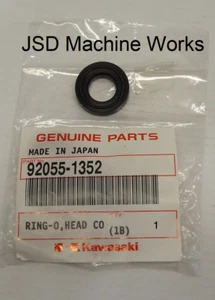 JSD Machine Works
GENUINE PARTS
MADE IN JAPAN
92055-1352
RING-O,HEAD CO (1B) 1
Kawasaki